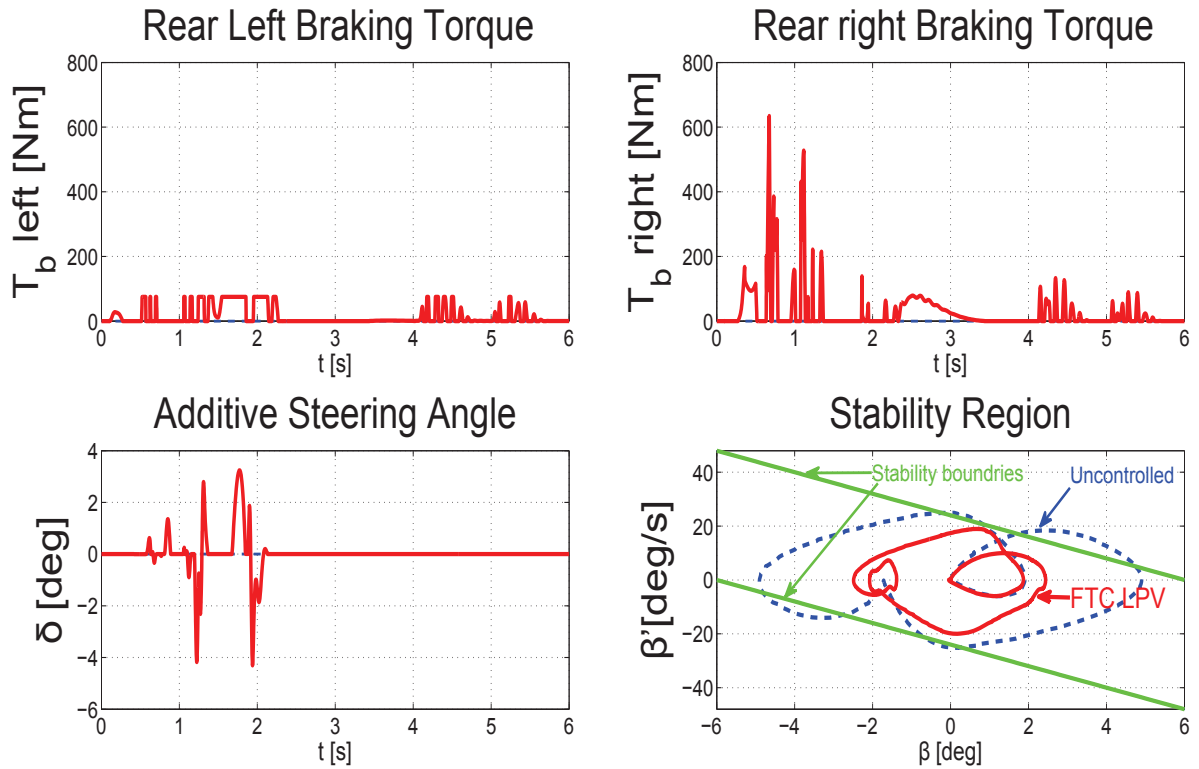 Rear Left Braking Torque
Rear right Braking Torque
T_b left [Nm]
800
600
400
200
0
0 1 2 3 4 5 6
t [s]
T_b right [Nm]
800
600
400
200
0
0 1 2 3 4 5 6
t [s]
Additive Steering Angle
Stability Region
δ [deg]
4
2
0
−2
−4
−6
0 1 2 3 4 5 6
t [s]
β'[deg/s]
40
20
0
−20
−40
−6 −4 −2 0 2 4 6
β [deg]
Stability boundries
Uncontrolled
FTC LPV